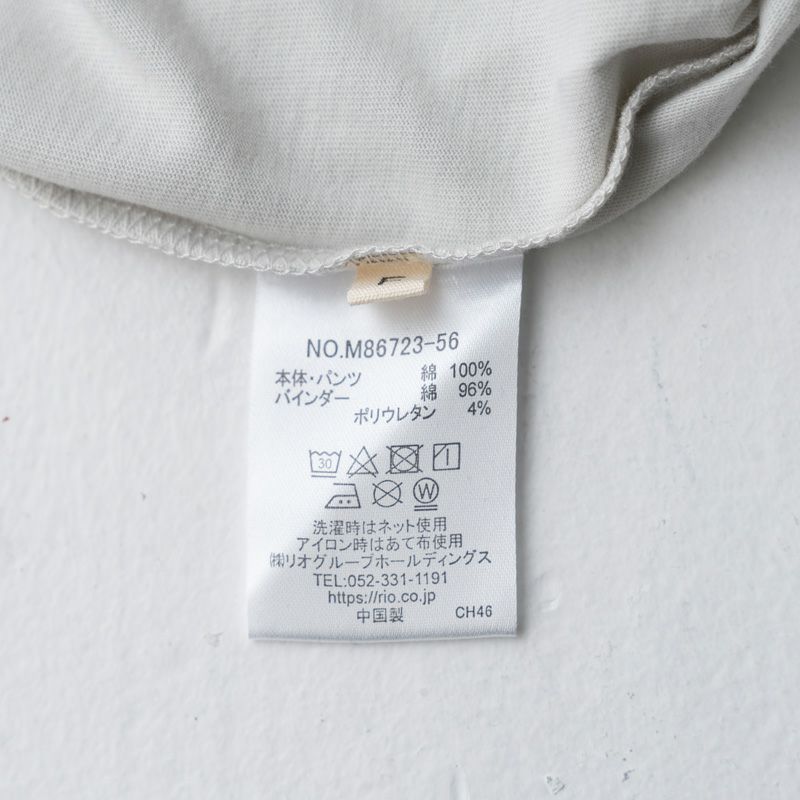 NO.M86723-56
本体・パンツ 綿 100%
バインダー 綿 96%
ポリウレタン 4%
30
W
洗濯時はネット使用
アイロン時はあて布使用
㈱リオグループホールディングス
TEL:052-331-1191
https://rio.co.jp
中国製 CH46